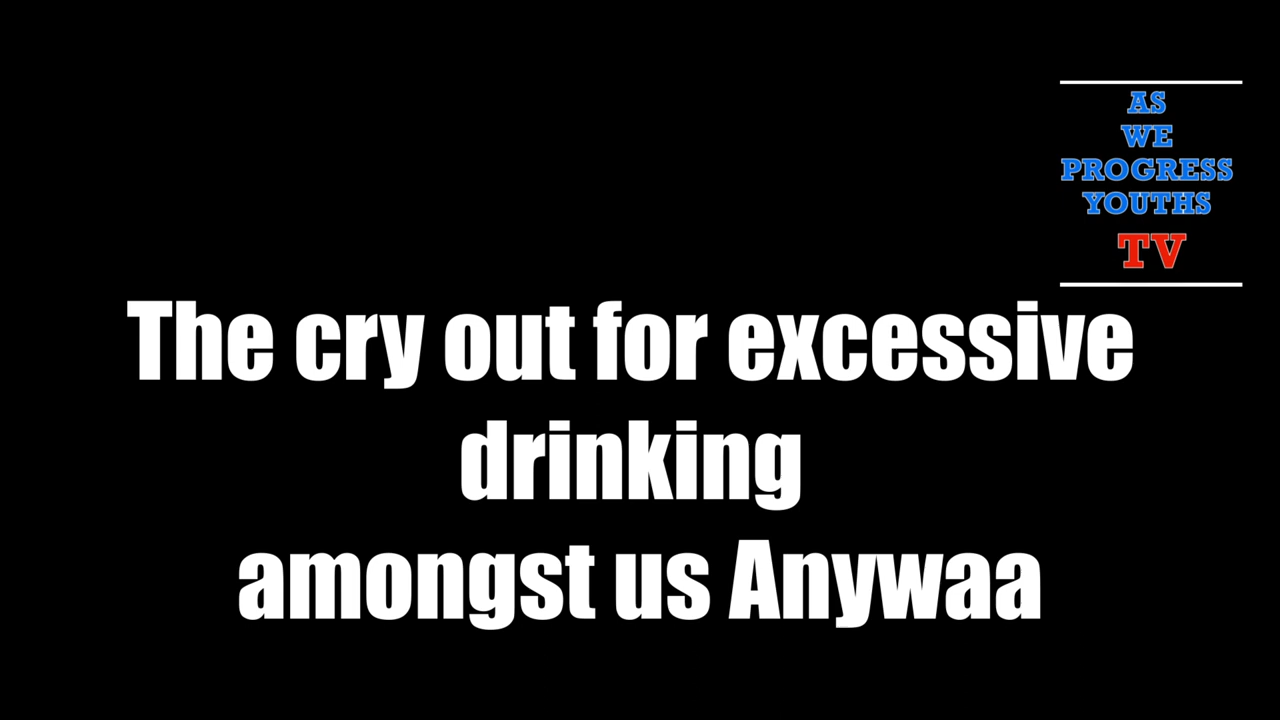 AS
WE
PROGRESS
YOUTHS
TV
The cry out for excessive
drinking
amongst us Anywaa